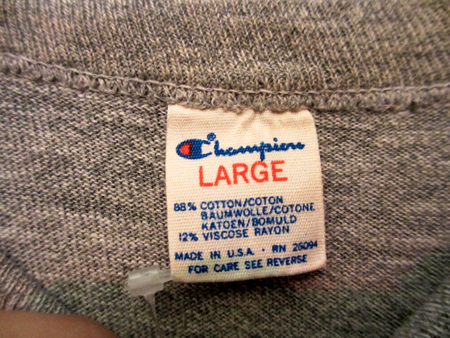 Champion
LARGE
88% COTTON/COTON
BAUMWOLLE/COTONE
KATOEN/BOMULD
12% VISCOSE RAYON
MADE IN U.S.A. · RN 26094
FOR CARE SEE REVERSE